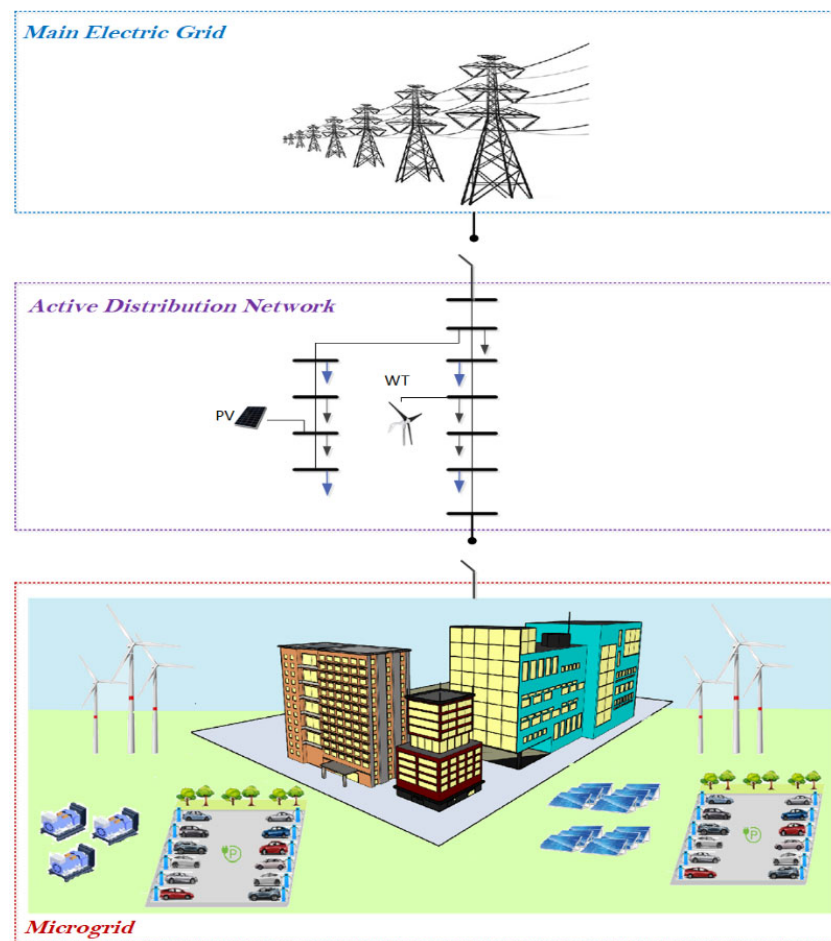 Main Electric Grid
Active Distribution Network
WT
PV
P
P
Microgrid